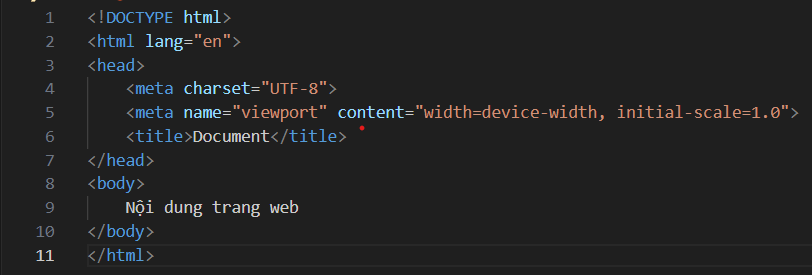 1 <!DOCTYPE html>
2 <html lang="en">
3 <head>
4     <meta charset="UTF-8">
5     <meta name="viewport" content="width=device-width, initial-scale=1.0">
6     <title>Document</title>
7 </head>
8 <body>
9     Nội dung trang web
10 </body>
11 </html>